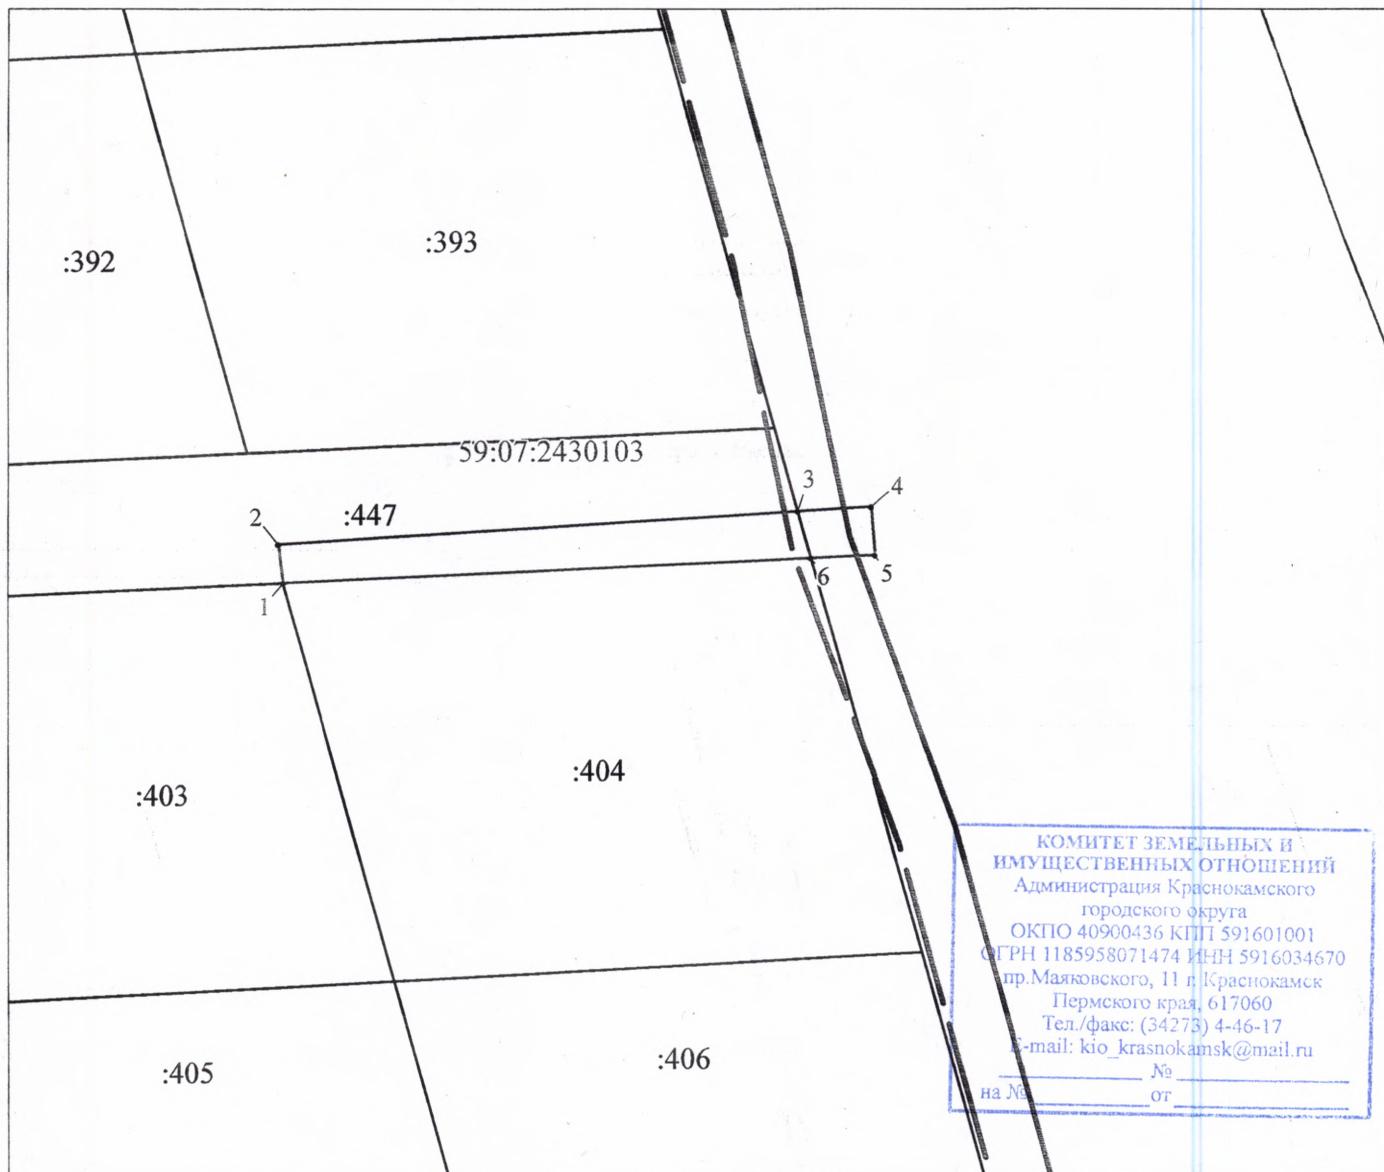 :393
:392
59:07:2430103
3
4
2
:447
5
6
1
:404
:403
КОМИТЕТ ЗЕМЕЛЬНЫХ И
ИМУЩЕСТВЕННЫХ ОТНОШЕНИЙ
Администрация Краснокамского
городского округа
ОКПО 40900436 КПП 591601001
ОГРН 1185958071474 ИНН 5916034670
пр.Маяковского, 11 г. Краснокамск
Пермского края, 617060
Тел./факс: (34273) 4-46-17
E-mail: kio_krasnokamsk@mail.ru
№
на № от
:406
:405